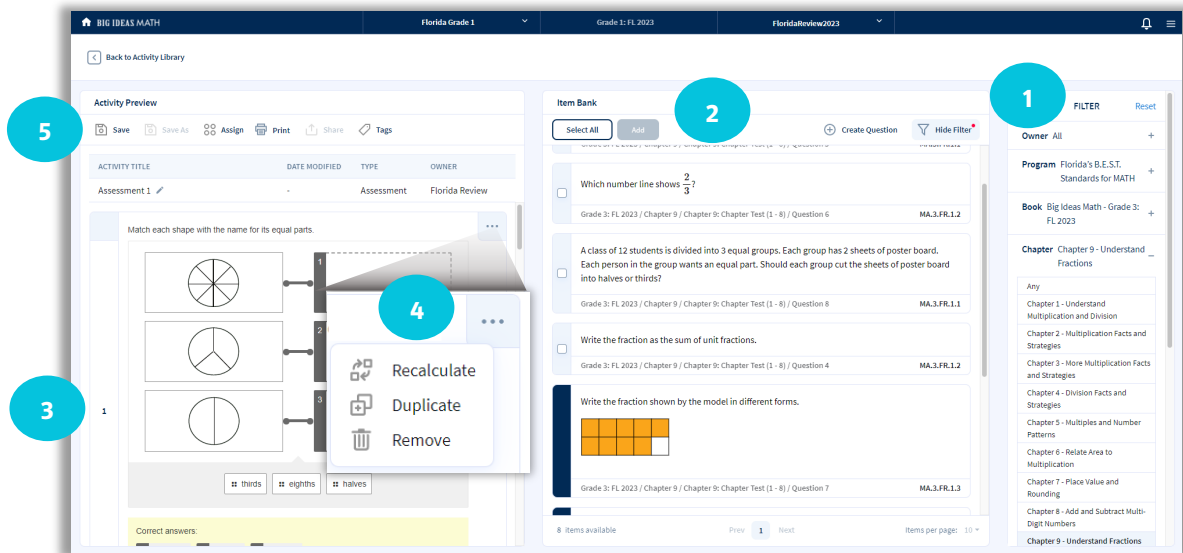 BIG IDEAS MATH
Florida Grade 1
Grade 1: FL 2023
FloridaReview2023
Back to Activity Library
Activity Preview
5
Save
Save As
Assign
Print
Share
Tags
ACTIVITY TITLE DATE MODIFIED TYPE OWNER
Assessment 1 - Assessment Florida Review
Match each shape with the name for its equal parts.
1
2
3
3
1
4
Recalculate
Duplicate
Remove
thirds
eighths
halves
Correct answers:
Item Bank
2
Select All
Add
Create Question
Hide Filter
Which number line shows 2/3?
Grade 3: FL 2023 / Chapter 9 / Chapter 9: Chapter Test (1 - 8) / Question 6 MA.3.FR.1.2
A class of 12 students is divided into 3 equal groups. Each group has 2 sheets of poster board.
Each person in the group wants an equal part. Should each group cut the sheets of poster board
into halves or thirds?
Grade 3: FL 2023 / Chapter 9 / Chapter 9: Chapter Test (1 - 8) / Question 8 MA.3.FR.1.1
Write the fraction as the sum of unit fractions.
Grade 3: FL 2023 / Chapter 9 / Chapter 9: Chapter Test (1 - 8) / Question 4 MA.3.FR.1.2
Write the fraction shown by the model in different forms.
Grade 3: FL 2023 / Chapter 9 / Chapter 9: Chapter Test (1 - 8) / Question 7 MA.3.FR.1.3
8 items available
Prev 1 Next
Items per page: 10
1
FILTER
Reset
Owner All +
Program Florida's B.E.S.T.
Standards for MATH +
Book Big Ideas Math - Grade 3:
FL 2023 +
Chapter Chapter 9 - Understand
Fractions −
Any
Chapter 1 - Understand
Multiplication and Division
Chapter 2 - Multiplication Facts and
Strategies
Chapter 3 - More Multiplication Facts
and Strategies
Chapter 4 - Division Facts and
Strategies
Chapter 5 - Multiples and Number
Patterns
Chapter 6 - Relate Area to
Multiplication
Chapter 7 - Place Value and
Rounding
Chapter 8 - Add and Subtract Multi-
Digit Numbers
Chapter 9 - Understand Fractions